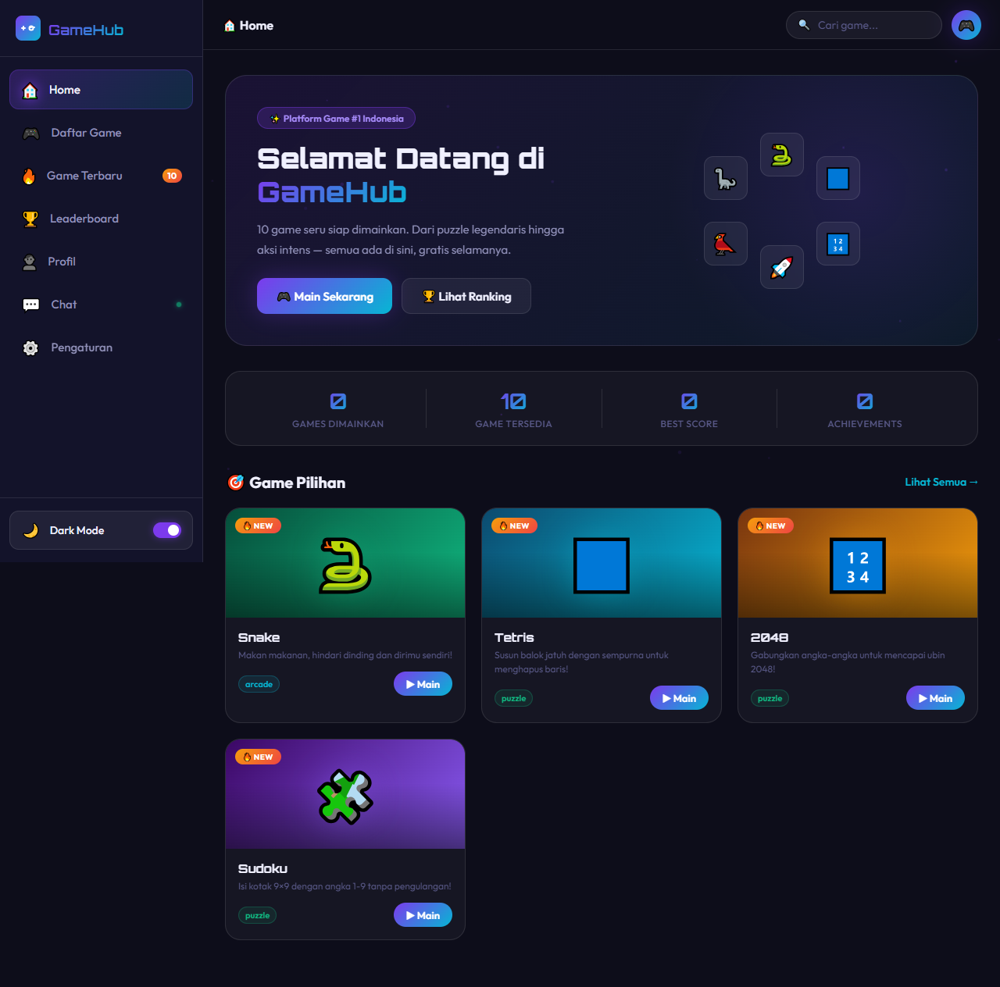 GameHub
Home
Daftar Game
Game Terbaru 10
Leaderboard
Profil
Chat
Pengaturan
Dark Mode
Home
Cari game...
✨ Platform Game #1 Indonesia
Selamat Datang di
GameHub
10 game seru siap dimainkan. Dari puzzle legendaris hingga
aksi intens — semua ada di sini, gratis selamanya.
Main Sekarang
Lihat Ranking
1 2
3 4
0
GAMES DIMAINKAN
10
GAME TERSEDIA
0
BEST SCORE
0
ACHIEVEMENTS
Game Pilihan
Lihat Semua →
NEW
Snake
Makan makanan, hindari dinding dan dirimu sendiri!
arcade
▶ Main
NEW
Tetris
Susun balok jatuh dengan sempurna untuk
menghapus baris!
puzzle
▶ Main
NEW
1 2
3 4
2048
Gabungkan angka-angka untuk mencapai ubin
2048!
puzzle
▶ Main
NEW
Sudoku
Isi kotak 9×9 dengan angka 1-9 tanpa pengulangan!
puzzle
▶ Main